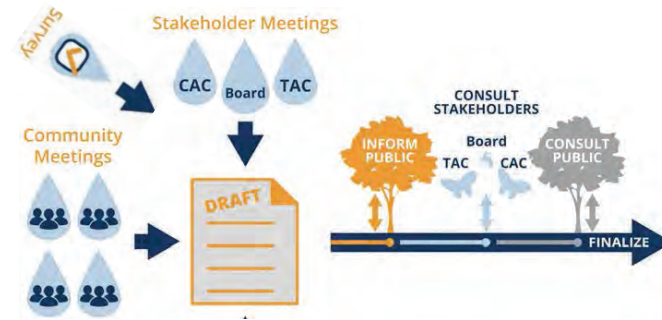 Survey
Stakeholder Meetings
CAC
Board
TAC
Community
Meetings
DRAFT
CONSULT
STAKEHOLDERS
INFORM
PUBLIC
Board
TAC
CAC
CONSULT
PUBLIC
FINALIZE